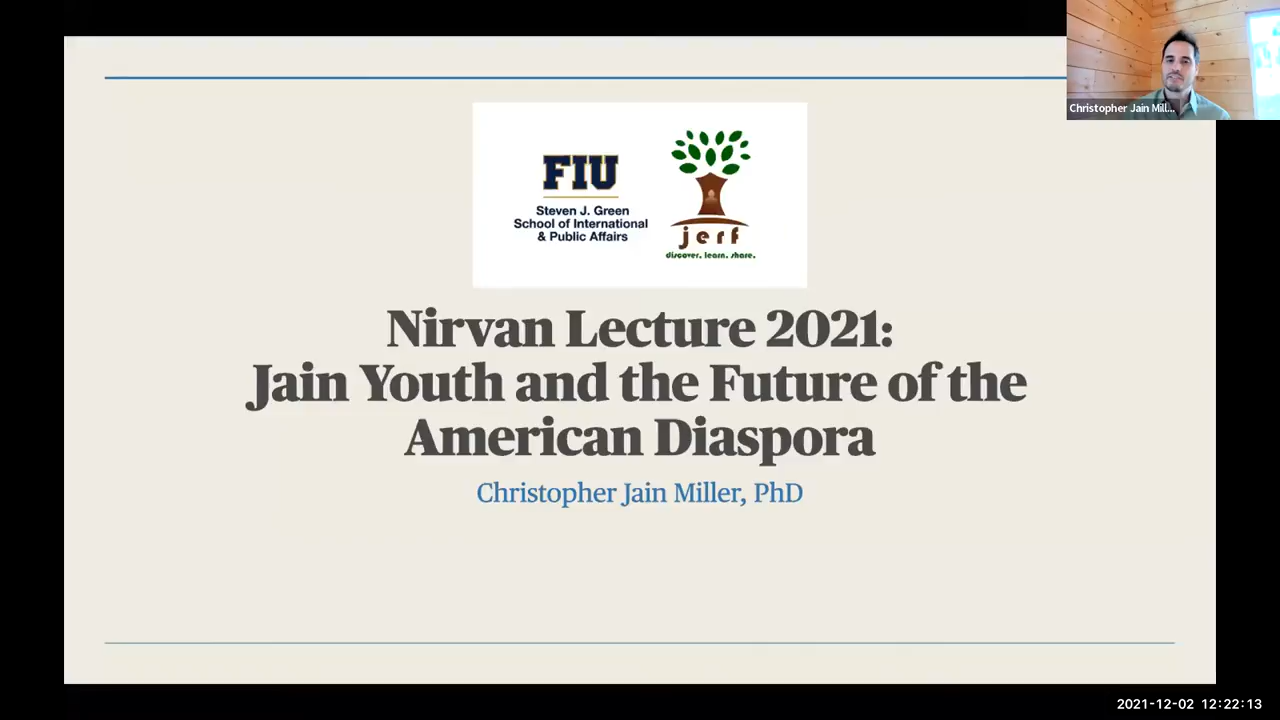 Christopher Jain Mill...
FIU
Steven J. Green
School of International
& Public Affairs
jerf
discover. learn. share.
Nirvan Lecture 2021:
Jain Youth and the Future of the
American Diaspora
Christopher Jain Miller, PhD
2021-12-02 12:22:13